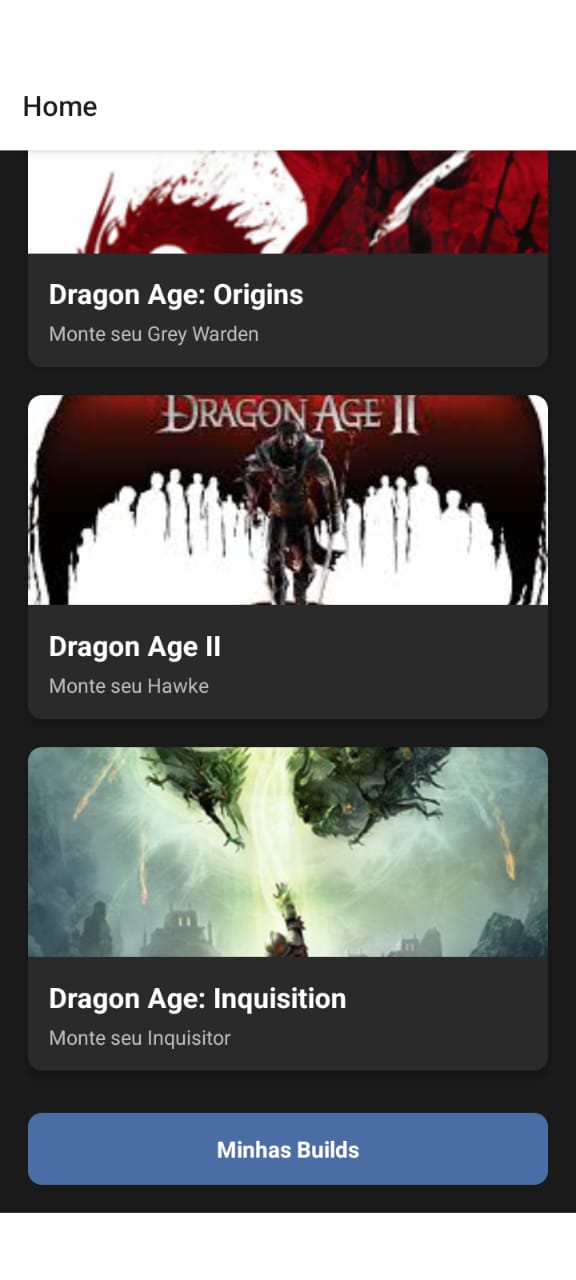 Home
Dragon Age: Origins
Monte seu Grey Warden
DRAGON AGE II
Dragon Age II
Monte seu Hawke
Dragon Age: Inquisition
Monte seu Inquisitor
Minhas Builds